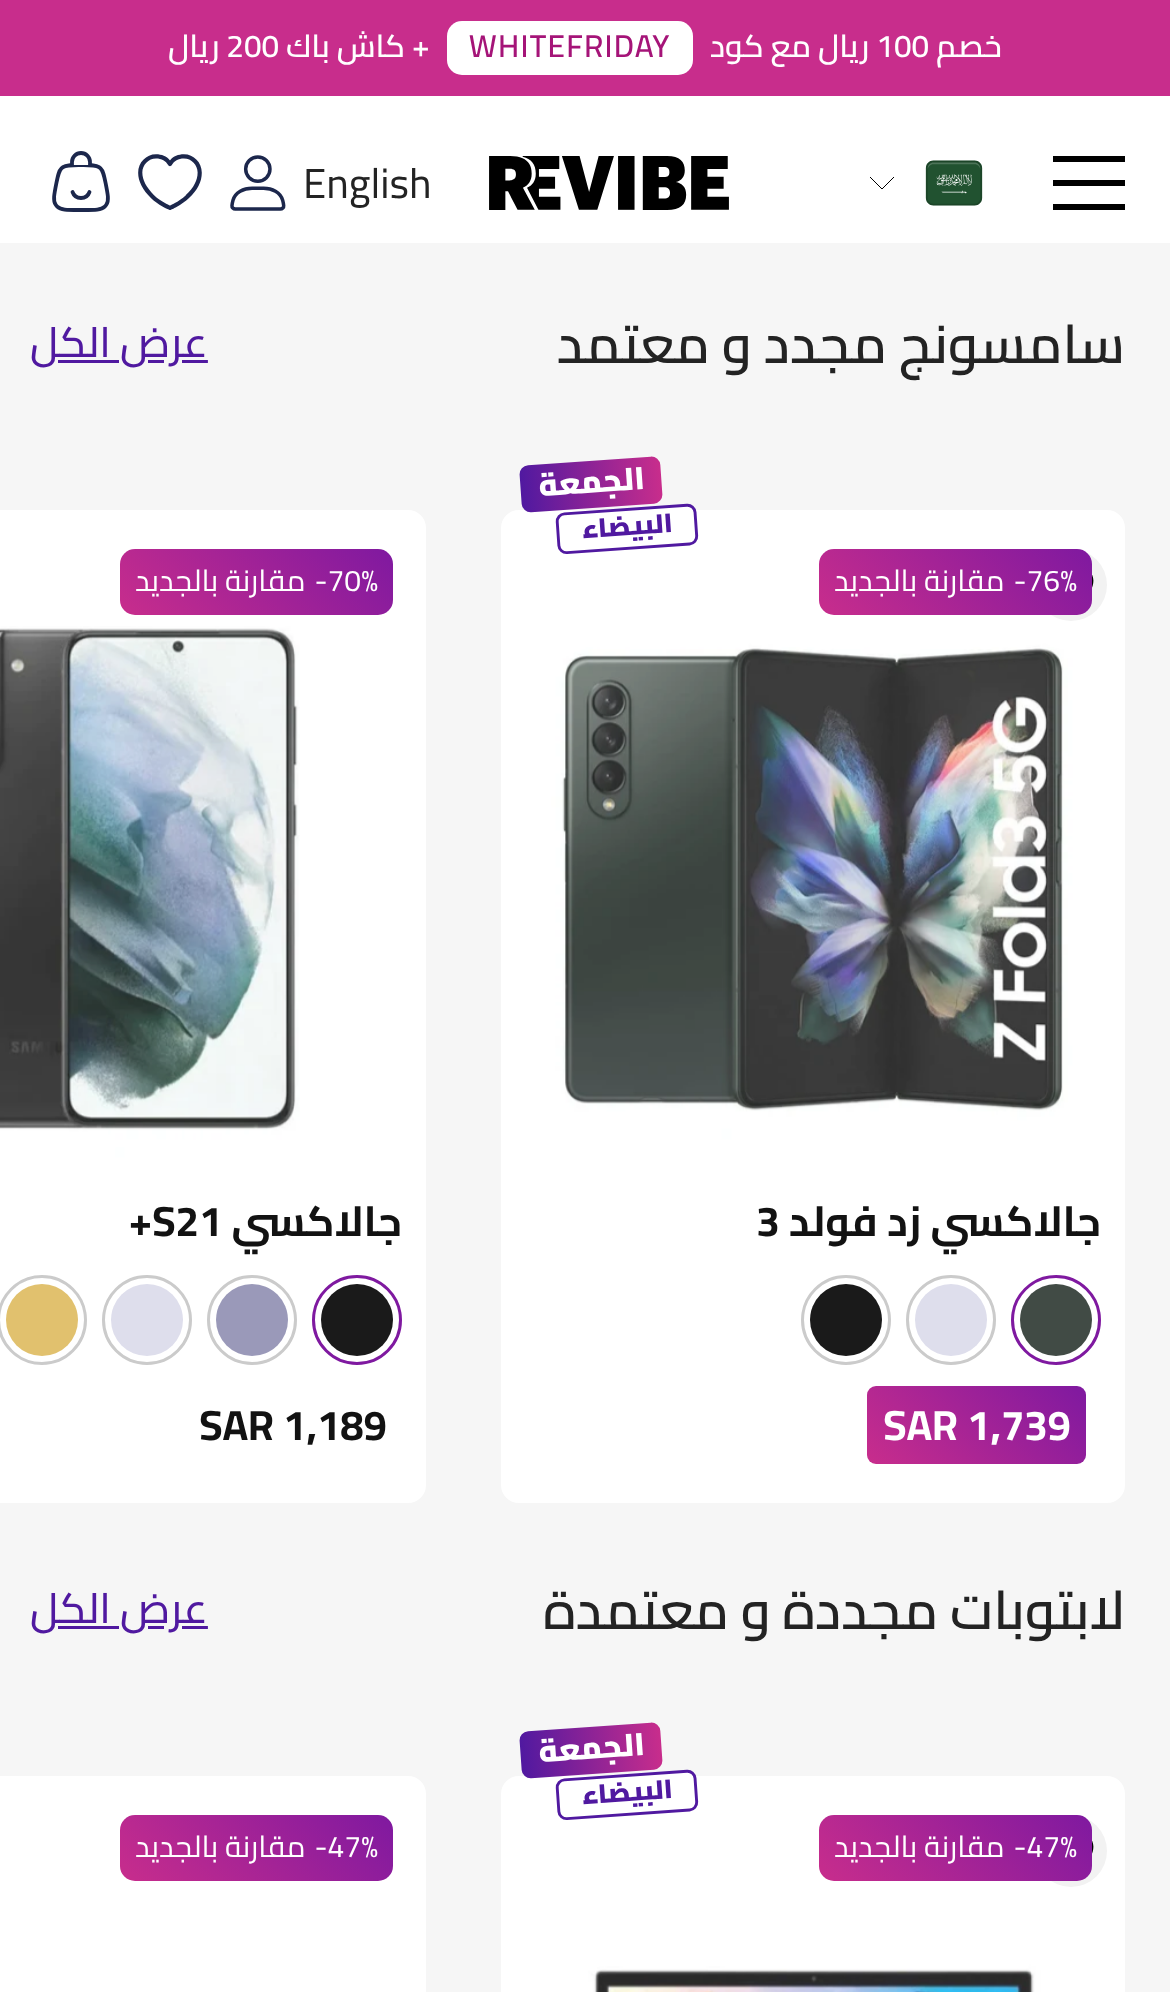 خصم 100 ريال مع كود WHITEFRIDAY + كاش باك 200 ريال
REVIBE English
سامسونج مجدد و معتمد عرض الكل
الجمعة
البيضاء
-76% مقارنة بالجديد
Z Fold3 5G
جالاكسي زد فولد 3
SAR 1,739
-70% مقارنة بالجديد
جالاكسي S21+
SAR 1,189
لابتوبات مجددة و معتمدة عرض الكل
الجمعة
البيضاء
-47% مقارنة بالجديد
-47% مقارنة بالجديد